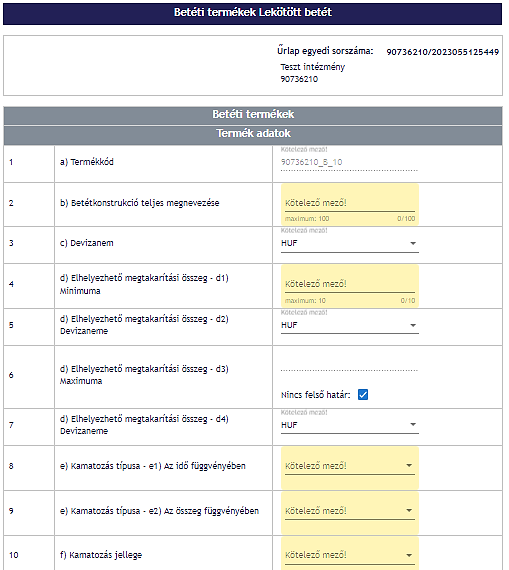 Betéti termékek Lekötött betét
Űrlap egyedi sorszáma: 90736210/2023055125449
Teszt intézmény
90736210
Betéti termékek
Termék adatok
Kötelező mező!
1 a) Termékkód 90736210_B_10
2 b) Betétkonstrukció teljes megnevezése Kötelező mező!
maximum: 100 0/100
Kötelező mező!
3 c) Devizanem HUF
4 d) Elhelyezhető megtakarítási összeg - d1) Minimuma Kötelező mező!
maximum: 10 0/10
Kötelező mező!
5 d) Elhelyezhető megtakarítási összeg - d2) Devizaneme HUF
6 d) Elhelyezhető megtakarítási összeg - d3) Maximuma
Nincs felső határ:
Kötelező mező!
7 d) Elhelyezhető megtakarítási összeg - d4) Devizaneme HUF
8 e) Kamatozás típusa - e1) Az idő függvényében Kötelező mező!
9 e) Kamatozás típusa - e2) Az összeg függvényében Kötelező mező!
10 f) Kamatozás jellege Kötelező mező!